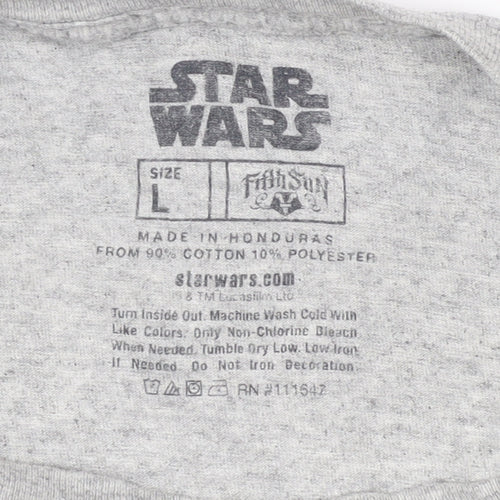 STAR
WARS
SIZE
L
Fifth Sun
MADE IN HONDURAS
FROM 90% COTTON 10% POLYESTER
starwars.com
& TM Lucasfilm Ltd
Turn Inside Out. Machine Wash Cold With
Like Colors. Only Non-Chlorine Bleach
When Needed. Tumble Dry Low. Low Iron
If Needed. Do Not Iron Decoration.
RN #111547